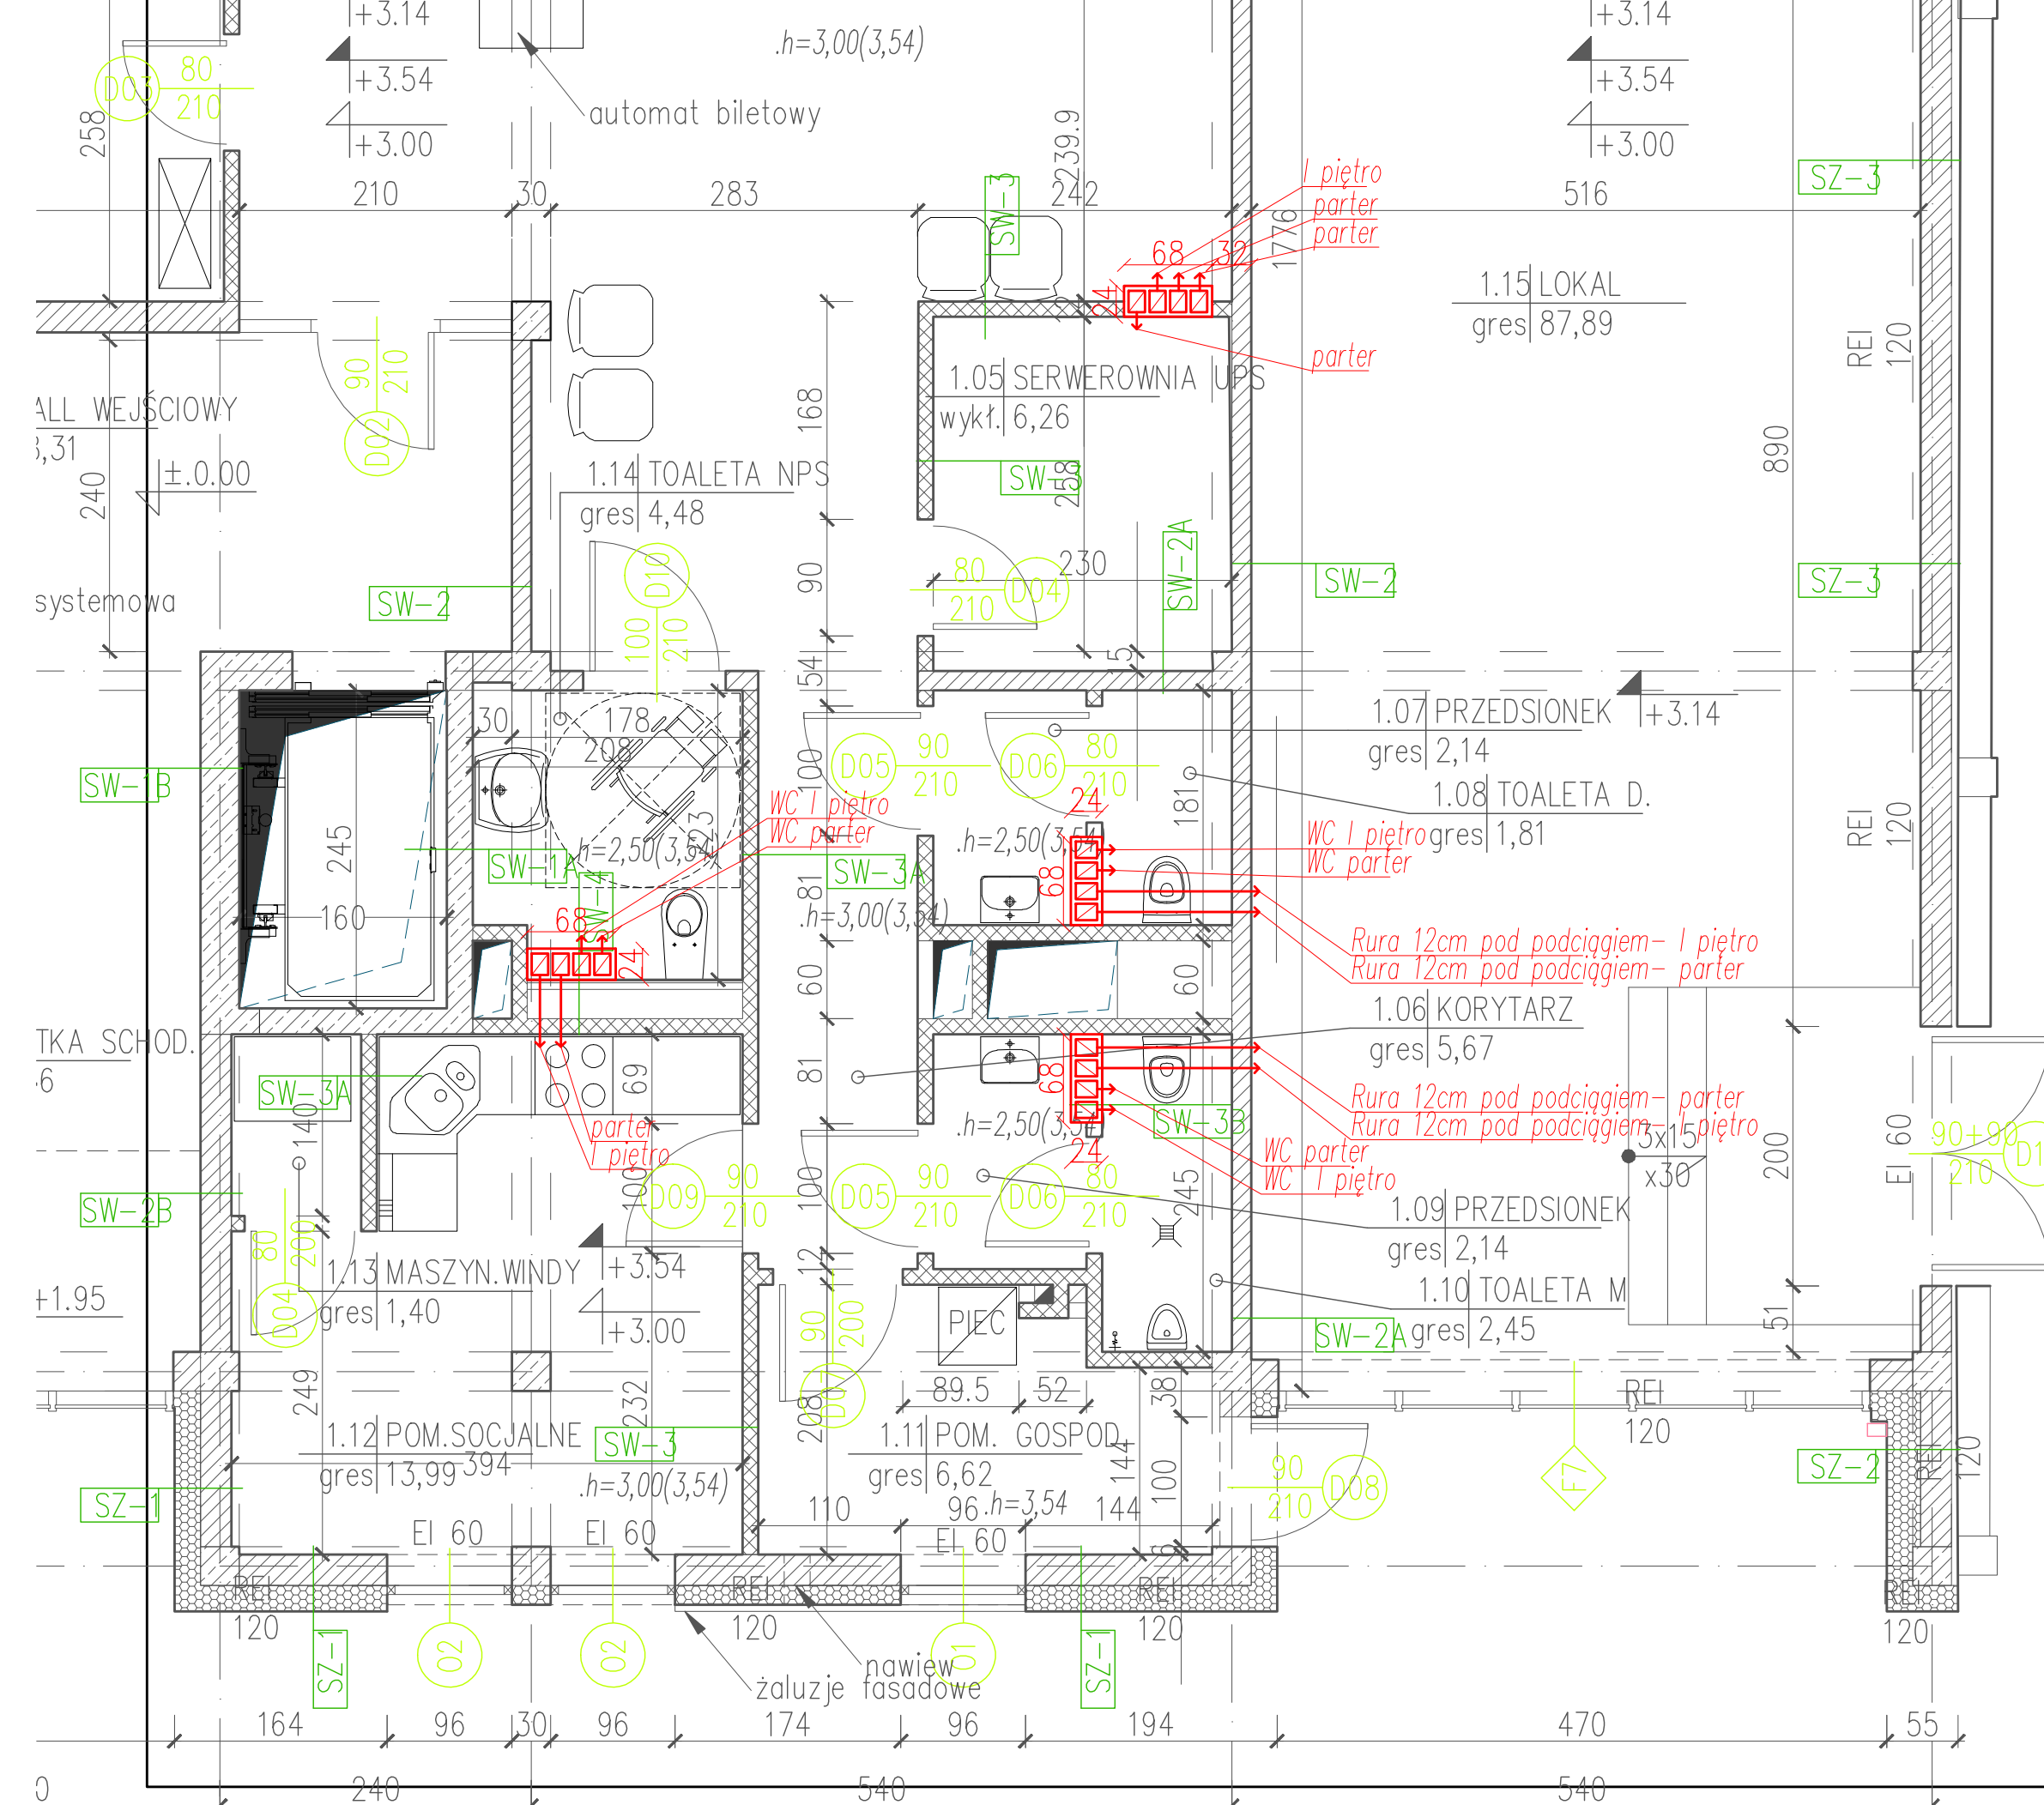 +3.14
+3.54
+3.00
.h=3,00(3,54)
automat biletowy
+3.14
+3.54
+3.00
D03
80
210
258
SZ-3
210
30
283
242
239.9
516
1776
SW-3
I piętro
parter
parter
68
32
24
parter
1.15 LOKAL
gres 87,89
REI
120
890
90
210
D02
ALL WEJŚCIOWY
,31
±.0.00
240
systemowa
168
1.05 SERWEROWNIA UPS
wykł. 6,26
SW-3
258
1.14 TOALETA NPS
gres 4,48
SW-2
D10
100
210
90
80
210
D04
230
SW-2A
SW-2
SZ-3
54
5
+3.14
30
178
208
1.07 PRZEDSIONEK
gres 2,14
1.08 TOALETA D.
gres 1,81
REI
120
SW-1B
245
160
D05
90
210
D06
80
210
100
181
24
WC I piętro
WC parter
223
.h=2,50(3,54)
SW-1A
SW-4
SW-3A
81
.h=3,00(3,54)
.h=2,50(3,54)
68
WC I piętro
WC parter
68
24
Rura 12cm pod podciągiem- I piętro
Rura 12cm pod podciągiem- parter
60
60
1.06 KORYTARZ
gres 5,67
TKA SCHOD.
SW-3A
140
69
81
68
.h=2,50(3,54)
24
SW-3B
Rura 12cm pod podciągiem- parter
Rura 12cm pod podciągiem- I piętro
3x15
x30
WC parter
WC I piętro
parter
I piętro
200
EI 60
90+90
210
SW-2B
80
200
D04
100
D09
90
210
100
D05
90
210
D06
80
210
245
1.09 PRZEDSIONEK
gres 2,14
1.10 TOALETA M
gres 2,45
1.13 MASZYN.WINDY
gres 1,40
+3.54
+3.00
+1.95
12
90
200
D07
PIEC
SW-2A
51
249
232
208
89.5
52
38
REI
120
1.12 POM.SOCJALNE
gres 13,99
394
SW-3
.h=3,00(3,54)
1.11 POM. GOSPOD.
gres 6,62
144
100
90
210
D08
F7
SZ-2
REI
120
SZ-1
110
96
.h=3,54
144
EI 60
EI 60
EI 60
6
REI
120
REI
120
REI
120
REI
120
SZ-1
02
02
01
SZ-1
nawiew
żaluzje fasadowe
164
96
30
96
174
96
194
470
55
0
240
540
540